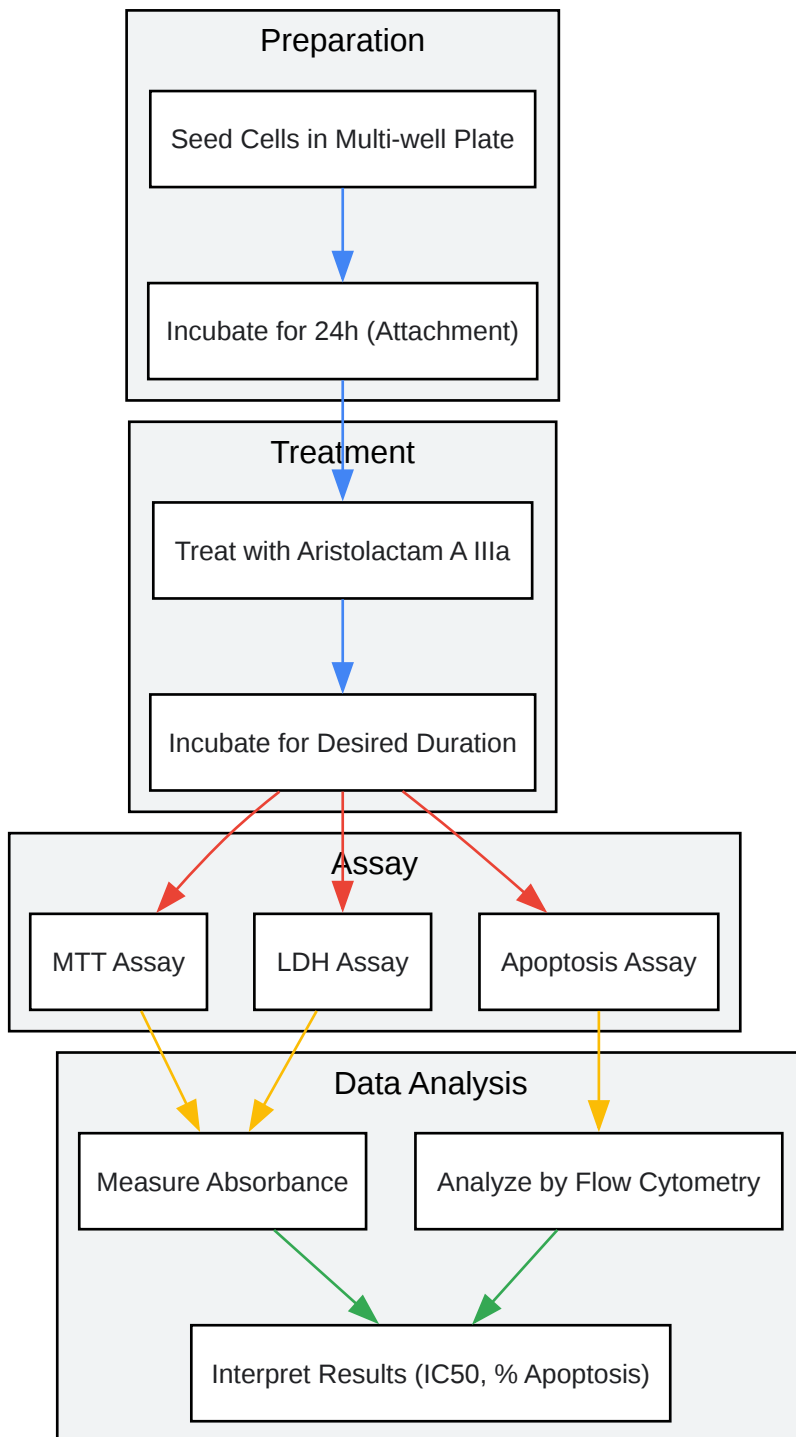 Preparation
Seed Cells in Multi-well Plate
Incubate for 24h (Attachment)
Treatment
Treat with Aristolactam A IIIa
Incubate for Desired Duration
Assay
MTT Assay
LDH Assay
Apoptosis Assay
Data Analysis
Measure Absorbance
Analyze by Flow Cytometry
Interpret Results (IC50, % Apoptosis)